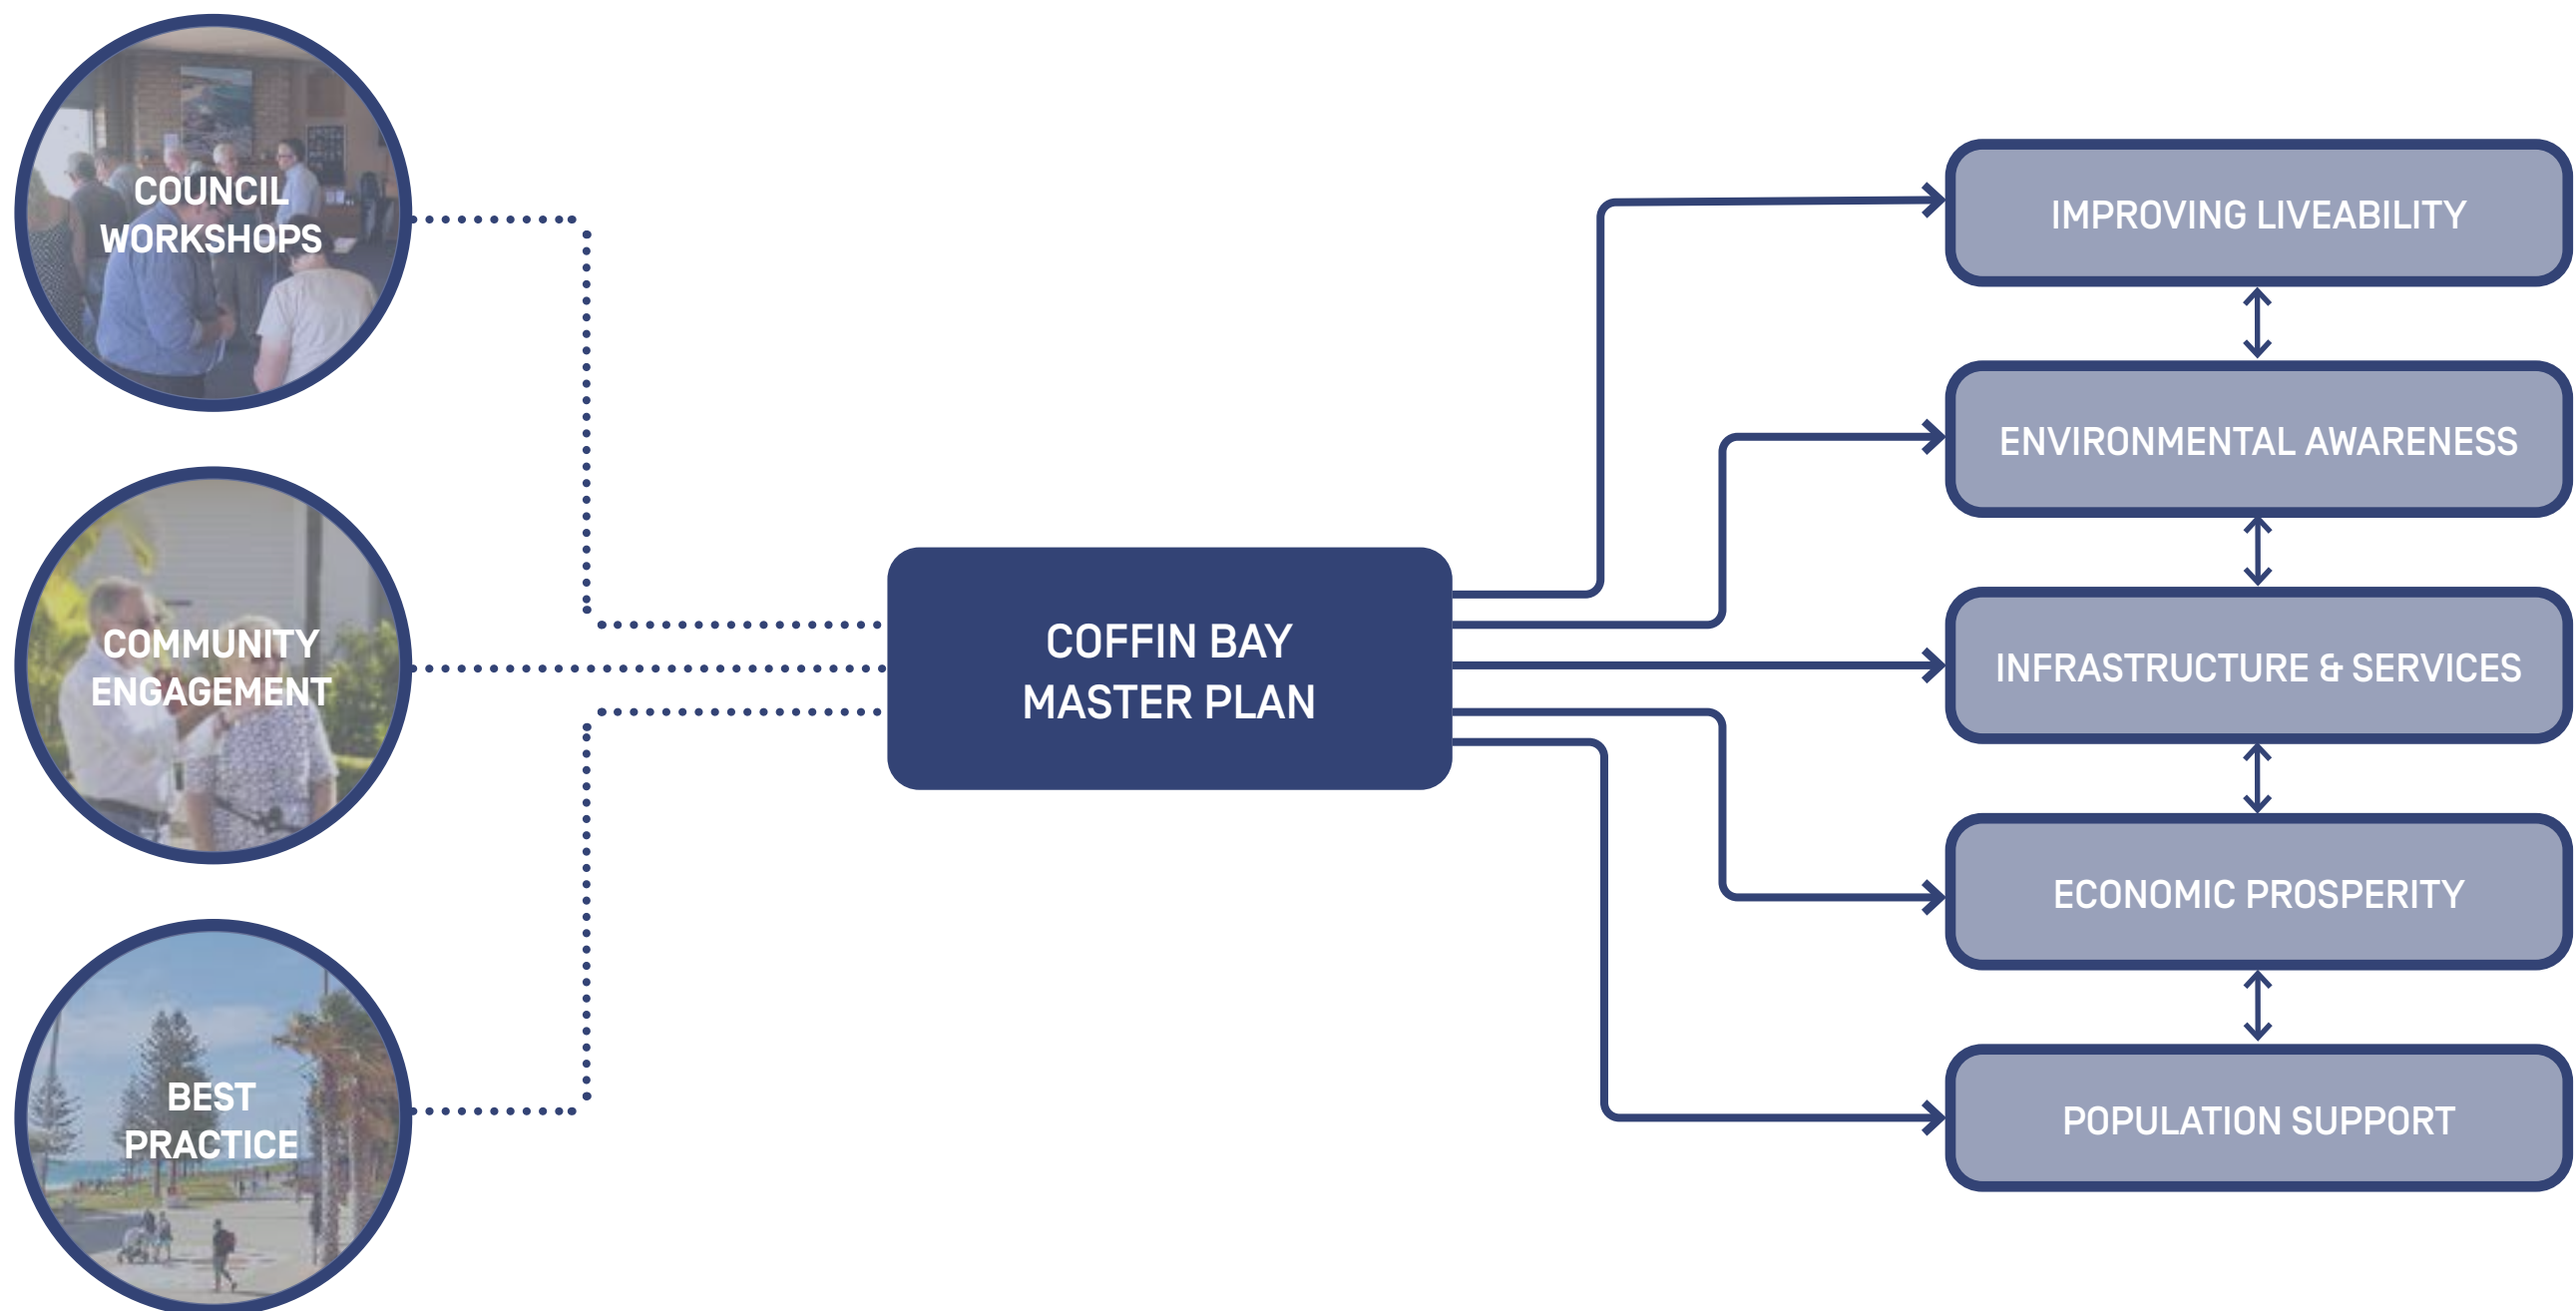 COUNCIL
WORKSHOPS
COMMUNITY
ENGAGEMENT
BEST
PRACTICE
COFFIN BAY
MASTER PLAN
IMPROVING LIVEABILITY
ENVIRONMENTAL AWARENESS
INFRASTRUCTURE & SERVICES
ECONOMIC PROSPERITY
POPULATION SUPPORT